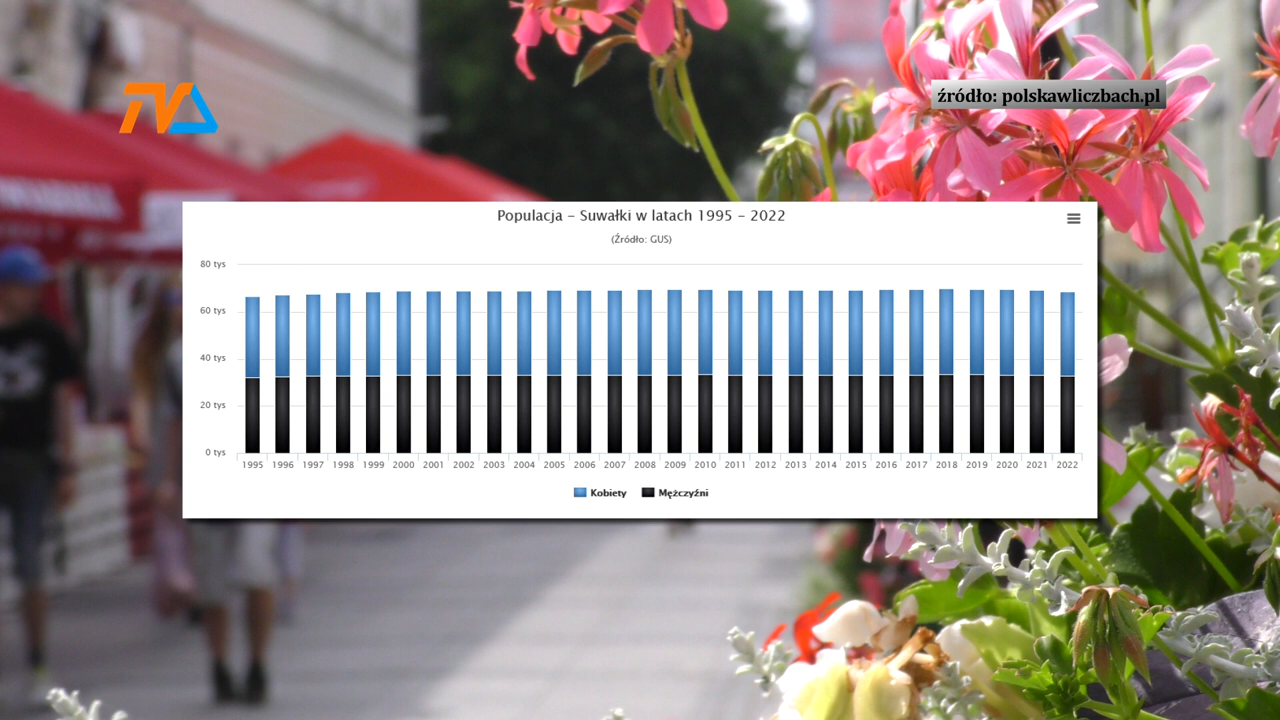 TVA
źródło: polskawliczbach.pl
Populacja – Suwałki w latach 1995 – 2022
(Źródło: GUS)
80 tys
60 tys
40 tys
20 tys
0 tys
1995 1996 1997 1998 1999 2000 2001 2002 2003 2004 2005 2006 2007 2008 2009 2010 2011 2012 2013 2014 2015 2016 2017 2018 2019 2020 2021 2022
Kobiety Mężczyźni